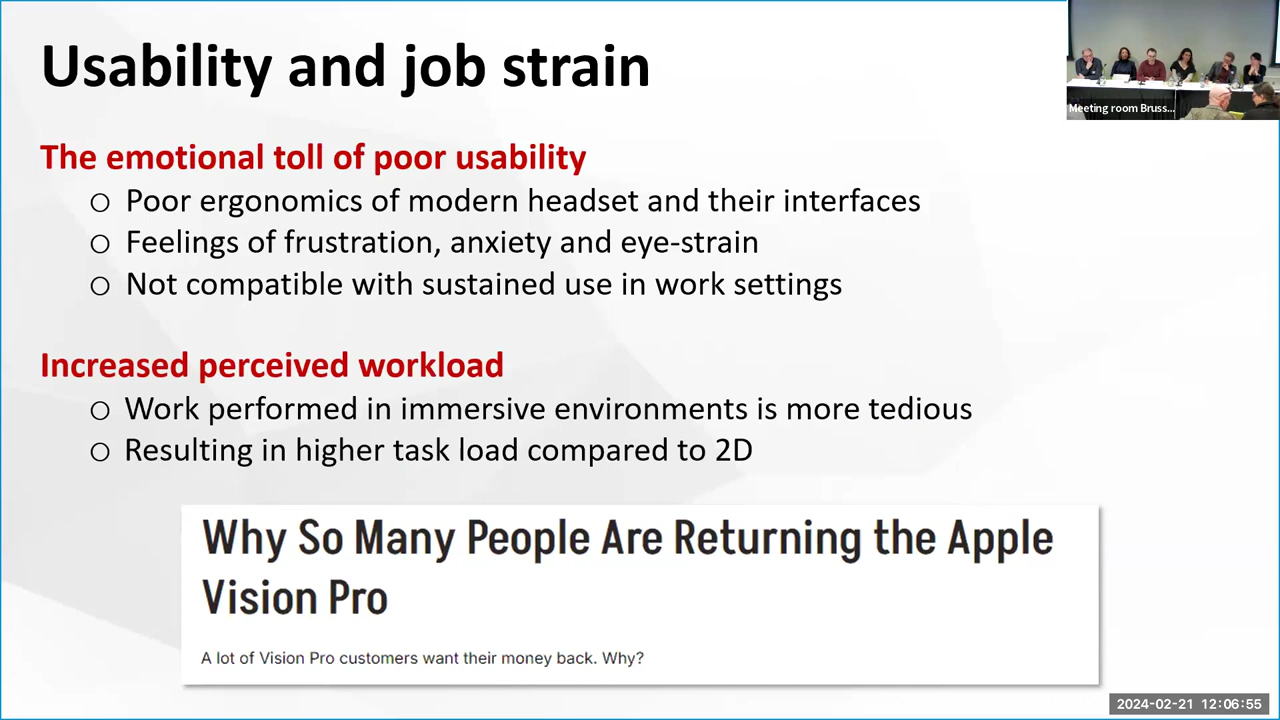 Usability and job strain
Meeting room Bruss...
The emotional toll of poor usability
○ Poor ergonomics of modern headset and their interfaces
○ Feelings of frustration, anxiety and eye-strain
○ Not compatible with sustained use in work settings
Increased perceived workload
○ Work performed in immersive environments is more tedious
○ Resulting in higher task load compared to 2D
Why So Many People Are Returning the Apple
Vision Pro
A lot of Vision Pro customers want their money back. Why?
2024-02-21 12:06:55